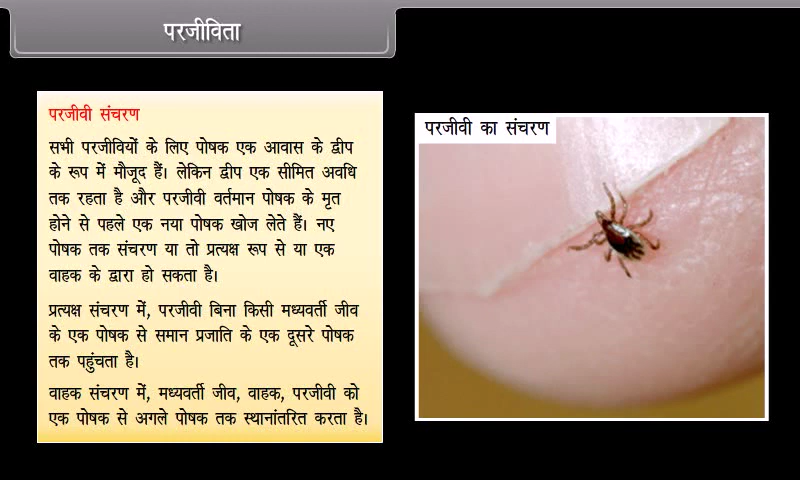 परजीविता
परजीवी संचरण
सभी परजीवियों के लिए पोषक एक आवास के द्वीप
के रूप में मौजूद हैं। लेकिन द्वीप एक सीमित अवधि
तक रहता है और परजीवी वर्तमान पोषक के मृत
होने से पहले एक नया पोषक खोज लेते हैं। नए
पोषक तक संचरण या तो प्रत्यक्ष रूप से या एक
वाहक के द्वारा हो सकता है।
प्रत्यक्ष संचरण में, परजीवी बिना किसी मध्यवर्ती जीव
के एक पोषक से समान प्रजाति के एक दूसरे पोषक
तक पहुंचता है।
वाहक संचरण में, मध्यवर्ती जीव, वाहक, परजीवी को
एक पोषक से अगले पोषक तक स्थानांतरित करता है।
परजीवी का संचरण